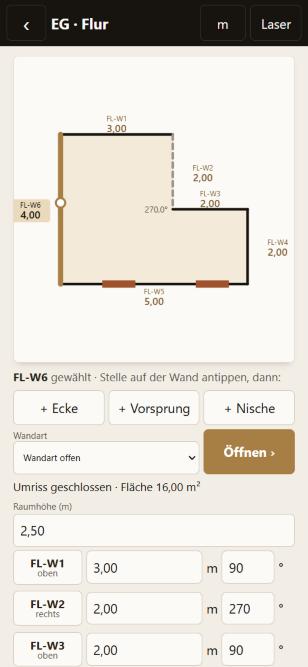 ‹ EG · Flur m Laser
FL-W1
3,00
FL-W2
2,00
FL-W3
2,00
FL-W6
4,00
270,0°
FL-W4
2,00
FL-W5
5,00
FL-W6 gewählt · Stelle auf der Wand antippen, dann:
+ Ecke + Vorsprung + Nische
Wandart
Wandart offen Öffnen ›
Umriss geschlossen · Fläche 16,00 m²
Raumhöhe (m)
2,50
FL-W1 3,00 m 90 °
oben
FL-W2 2,00 m 270 °
rechts
FL-W3 2,00 m 90 °
oben